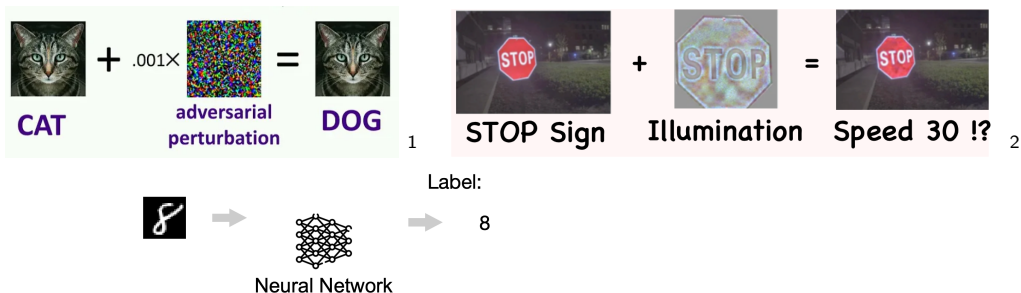 + .001× =
CAT
adversarial
perturbation
DOG
1
STOP + STOP = STOP
STOP Sign Illumination Speed 30 !?
2
Label:
8 8
Neural Network